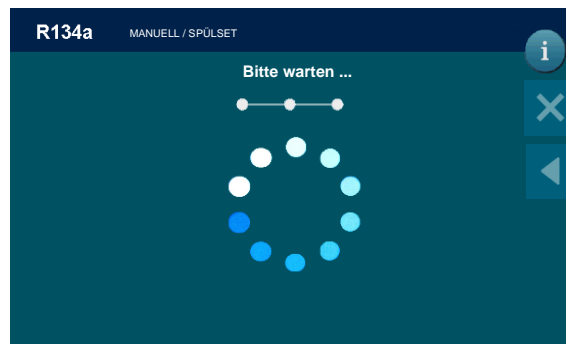 R134a MANUELL / SPÜLSET
i
Bitte warten ...